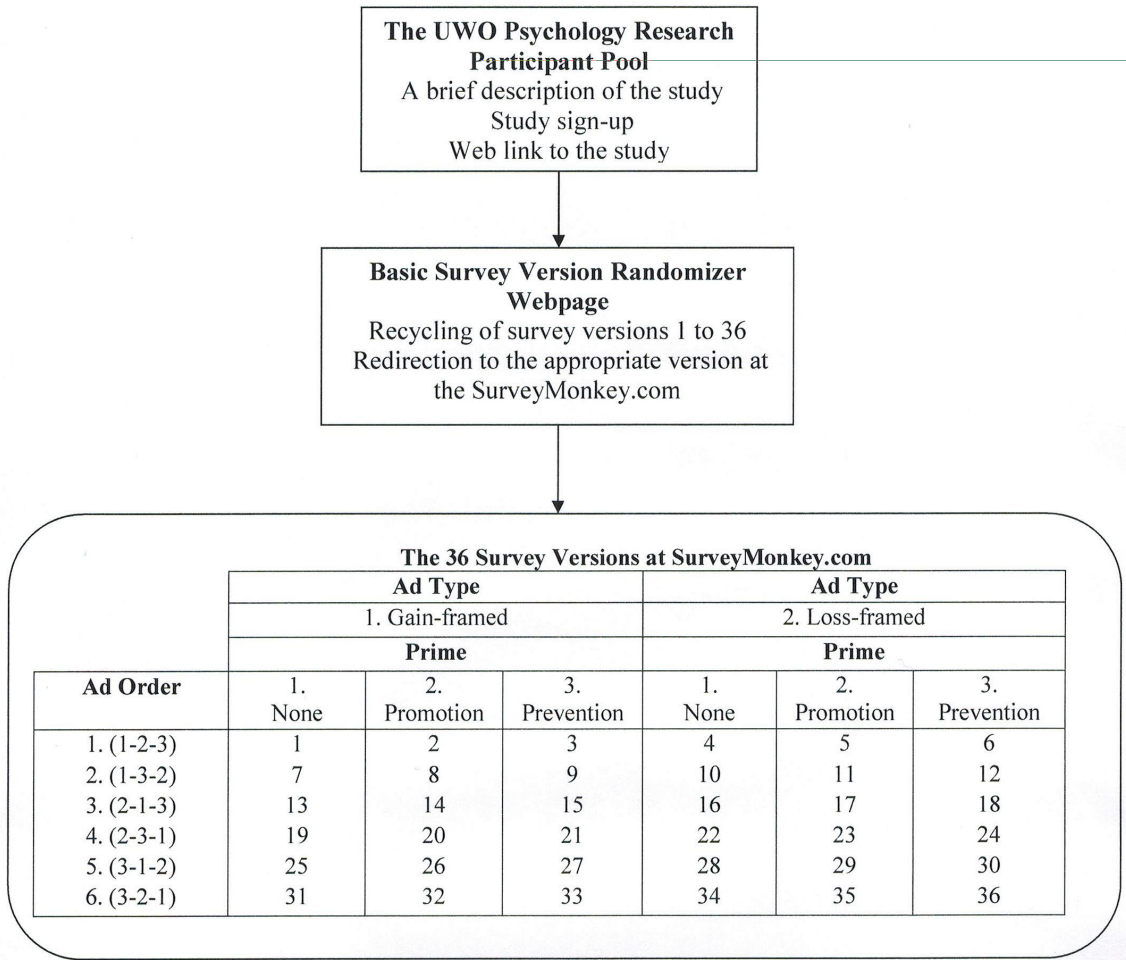 The UWO Psychology Research
Participant Pool
A brief description of the study
Study sign-up
Web link to the study
Basic Survey Version Randomizer
Webpage
Recycling of survey versions 1 to 36
Redirection to the appropriate version at
the SurveyMonkey.com
The 36 Survey Versions at SurveyMonkey.com
Ad Type Ad Type
1. Gain-framed 2. Loss-framed
Prime Prime
Ad Order 1. 2. 3. 1. 2. 3.
None Promotion Prevention None Promotion Prevention
1. (1-2-3) 1 2 3 4 5 6
2. (1-3-2) 7 8 9 10 11 12
3. (2-1-3) 13 14 15 16 17 18
4. (2-3-1) 19 20 21 22 23 24
5. (3-1-2) 25 26 27 28 29 30
6. (3-2-1) 31 32 33 34 35 36